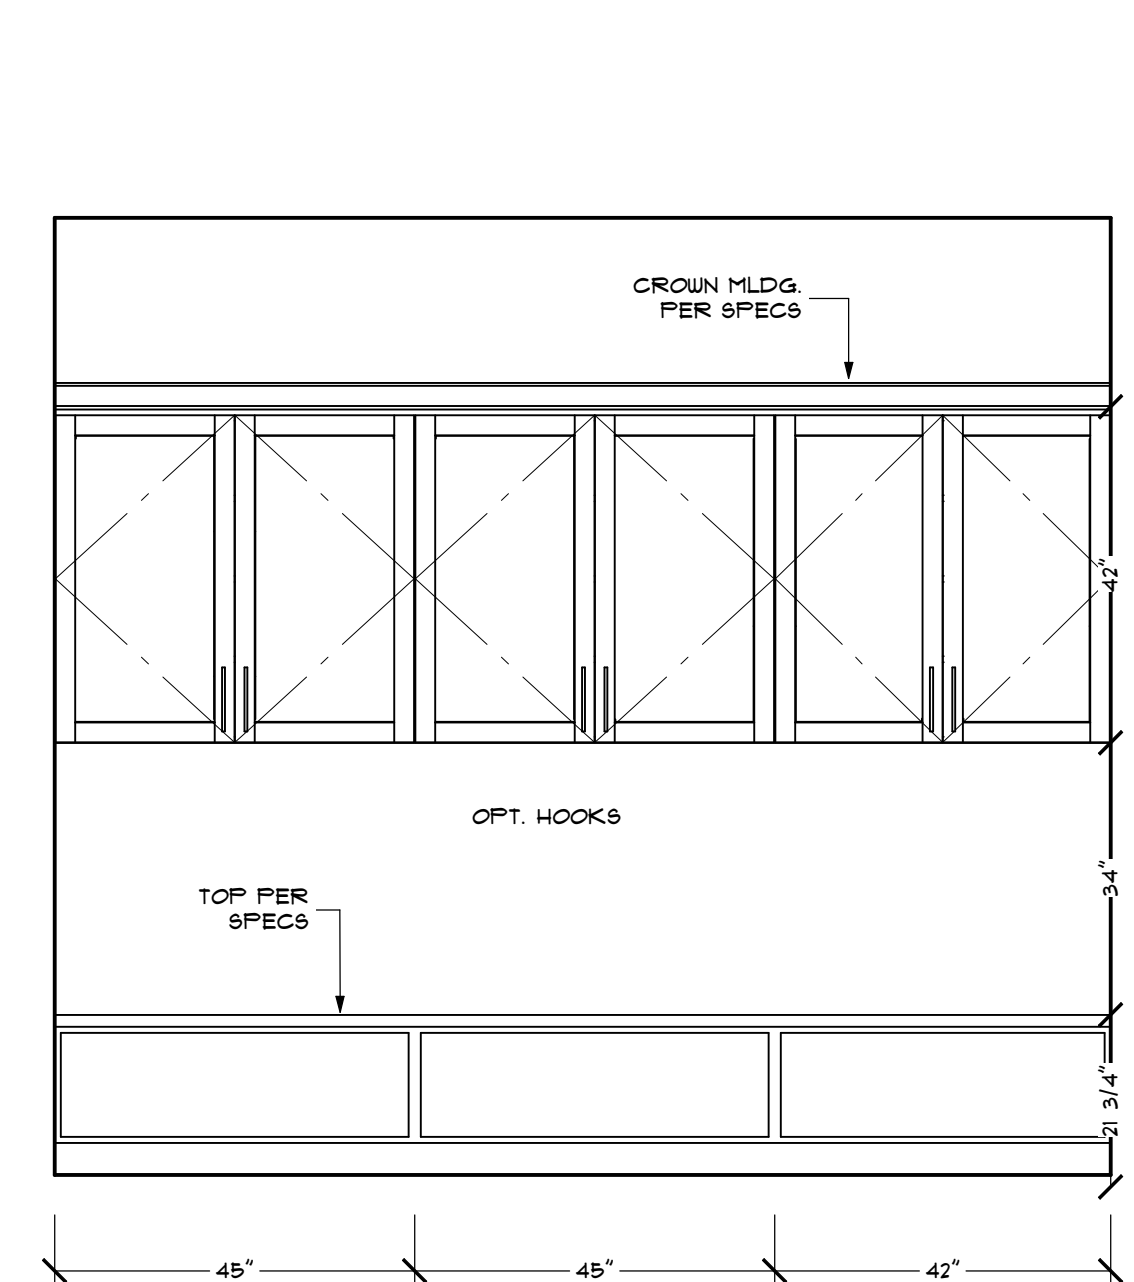 CROWN MLDG.
PER SPECS
42"
OPT. HOOKS
34"
TOP PER
SPECS
21 3/4"
45"
45"
42"